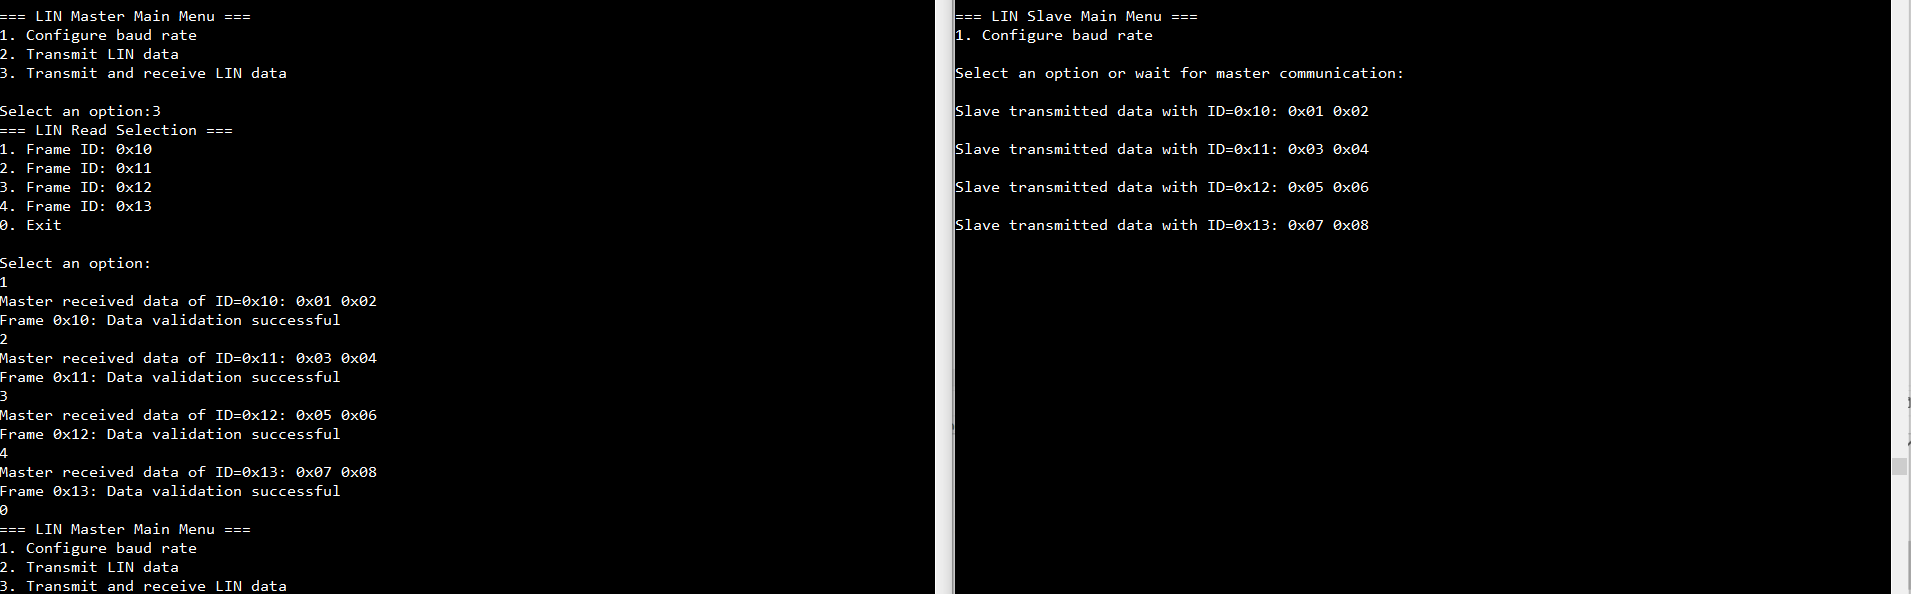 === LIN Master Main Menu ===
1. Configure baud rate
2. Transmit LIN data
3. Transmit and receive LIN data
Select an option:3
=== LIN Read Selection ===
1. Frame ID: 0x10
2. Frame ID: 0x11
3. Frame ID: 0x12
4. Frame ID: 0x13
0. Exit
Select an option:
1
Master received data of ID=0x10: 0x01 0x02
Frame 0x10: Data validation successful
2
Master received data of ID=0x11: 0x03 0x04
Frame 0x11: Data validation successful
3
Master received data of ID=0x12: 0x05 0x06
Frame 0x12: Data validation successful
4
Master received data of ID=0x13: 0x07 0x08
Frame 0x13: Data validation successful
0
=== LIN Master Main Menu ===
1. Configure baud rate
2. Transmit LIN data
3. Transmit and receive LIN data
=== LIN Slave Main Menu ===
1. Configure baud rate
Select an option or wait for master communication:
Slave transmitted data with ID=0x10: 0x01 0x02
Slave transmitted data with ID=0x11: 0x03 0x04
Slave transmitted data with ID=0x12: 0x05 0x06
Slave transmitted data with ID=0x13: 0x07 0x08